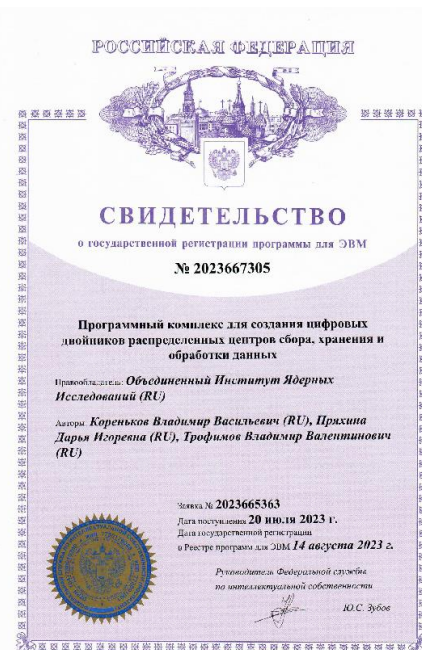 РОССИЙСКАЯ ФЕДЕРАЦИЯ
СВИДЕТЕЛЬСТВО
о государственной регистрации программы для ЭВМ
№ 2023667305
Программный комплекс для создания цифровых
двойников распределенных центров сбора, хранения и
обработки данных
Правообладатель: Объединенный Институт Ядерных
Исследований (RU)
Авторы: Кореньков Владимир Васильевич (RU), Пряхина
Дарья Игоревна (RU), Трофимов Владимир Валентинович
(RU)
Заявка № 2023665363
Дата поступления 20 июля 2023 г.
Дата государственной регистрации
в Реестре программ для ЭВМ 14 августа 2023 г.
Руководитель Федеральной службы
по интеллектуальной собственности
Ю.С. Зубов